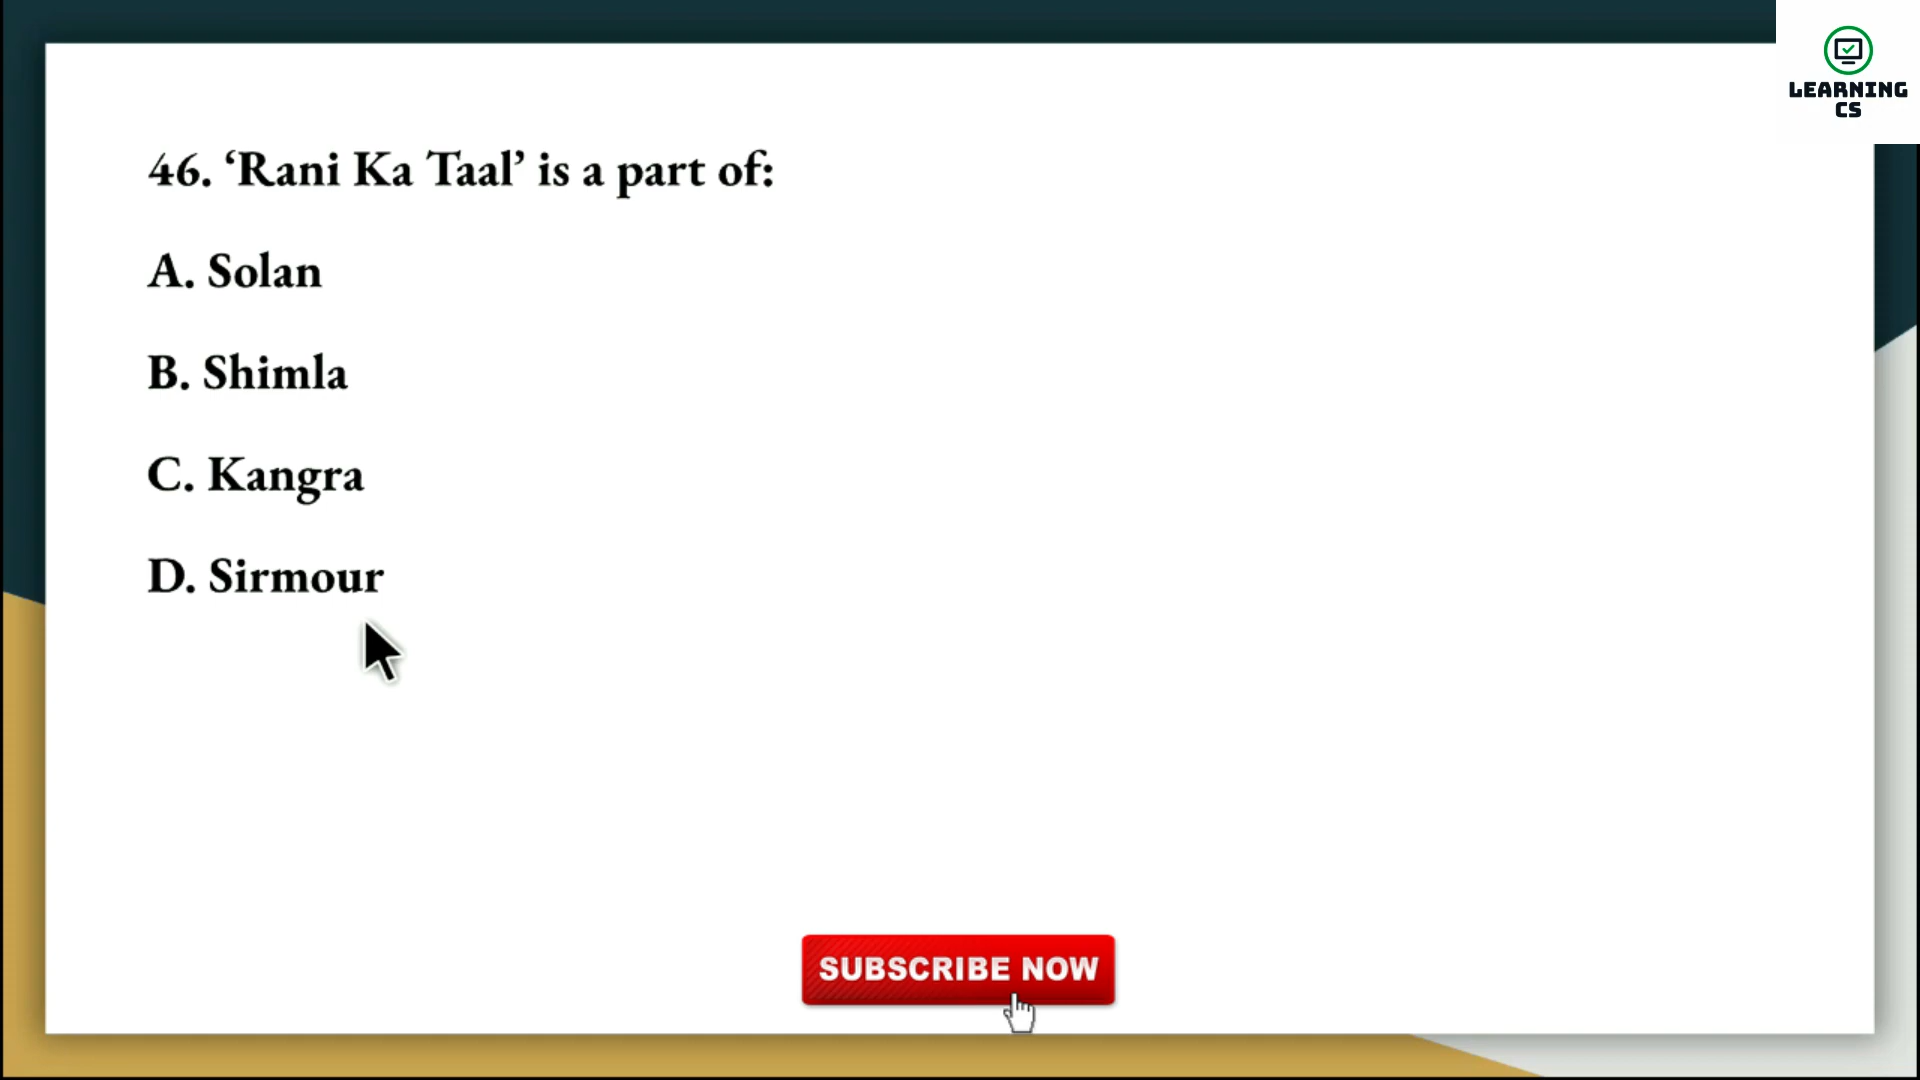 LEARNING
CS
46. ‘Rani Ka Taal’ is a part of:
A. Solan
B. Shimla
C. Kangra
D. Sirmour
SUBSCRIBE NOW